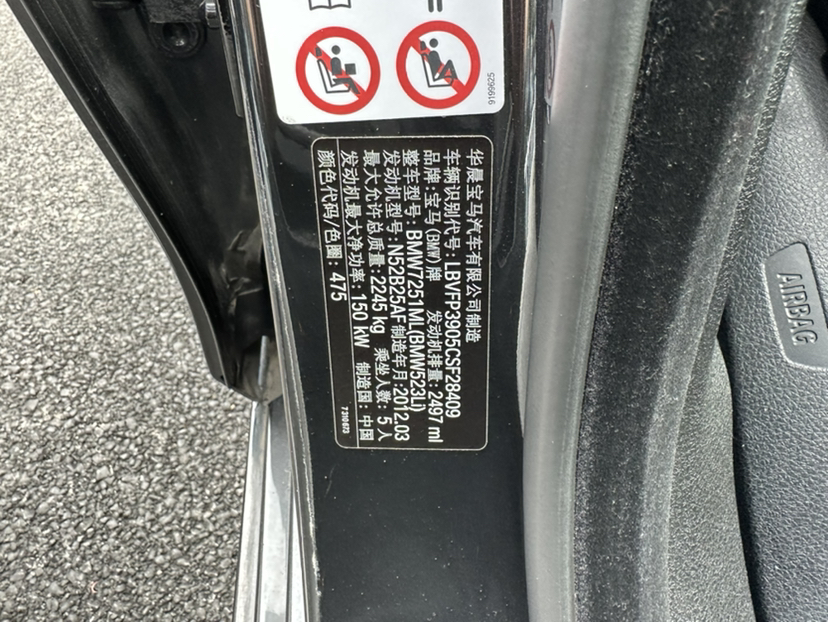 9199625
华晨宝马汽车有限公司制造
车辆识别代号: LBVFP3905CSF28409
品牌: 宝马(BMW)牌 发动机排量: 2497 ml
整车型号: BMW7251ML(BMW523Li)
发动机型号: N52B25AF 制造年月: 2012.03
最大允许总质量: 2245 kg 乘坐人数: 5 人
发动机最大净功率: 150 kW 制造国: 中国
颜色代码/色圈: 475
7310673
AIRBAG